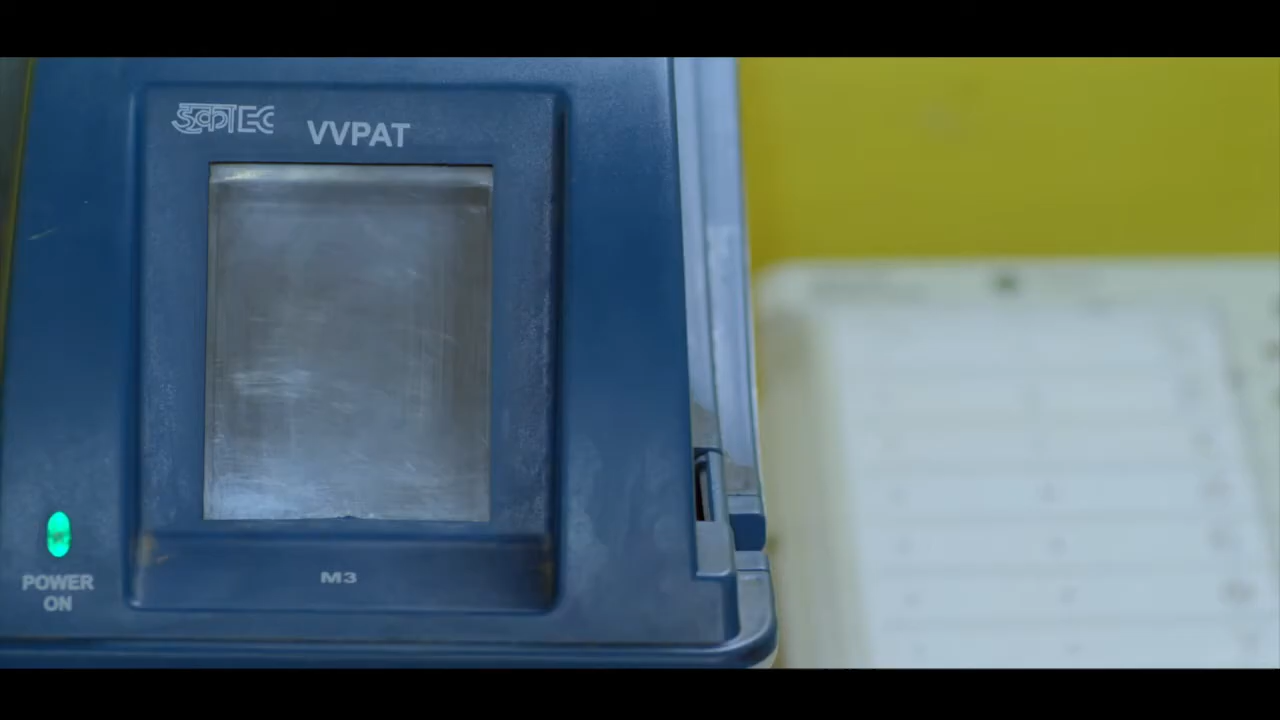 इका EC
VVPAT
M3
POWER
ON